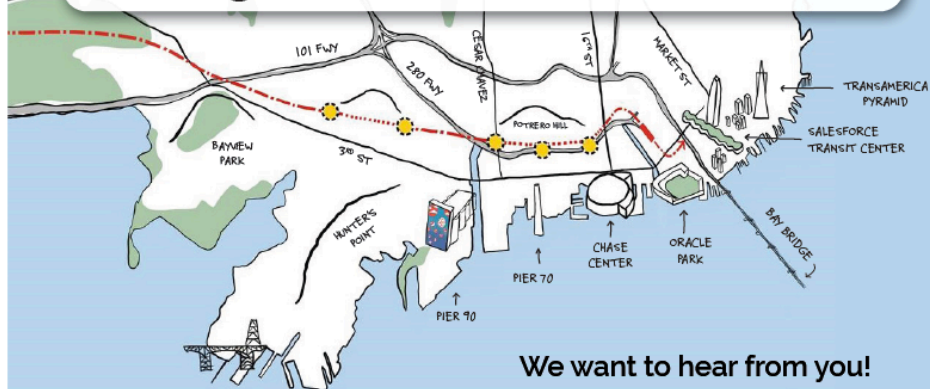 101 FWY
280 FWY
CESAR CHAVEZ
16TH ST
MARKET ST
TRANSAMERICA
PYRAMID
SALESFORCE
TRANSIT CENTER
POTRERO HILL
BAYVIEW
PARK
3RD ST
HUNTER'S
POINT
PIER 90
PIER 70
CHASE
CENTER
ORACLE
PARK
BAY BRIDGE
We want to hear from you!